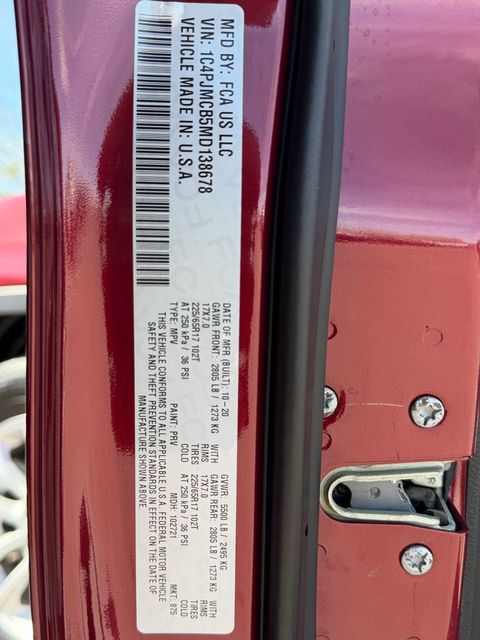 MFD BY: FCA US LLC
VIN: 1C4PJMCB5MD138678
VEHICLE MADE IN: U.S.A.
DATE OF MFR (BUILT): 10-20 GVWR: 5500 LB / 2495 KG
GAWR FRONT: 2805 LB / 1273 KG WITH GAWR REAR: 2805 LB / 1273 KG WITH
17X7.0 RIMS 17X7.0 RIMS
225/65R17 102T TIRES 225/65R17 102T TIRES
AT 250 kPa / 36 PSI COLD AT 250 kPa / 36 PSI COLD
TYPE: MPV PAINT: PRV MDH: 102721 MKT: 875
THIS VEHICLE CONFORMS TO ALL APPLICABLE U.S.A. FEDERAL MOTOR VEHICLE
SAFETY AND THEFT PREVENTION STANDARDS IN EFFECT ON THE DATE OF
MANUFACTURE SHOWN ABOVE.